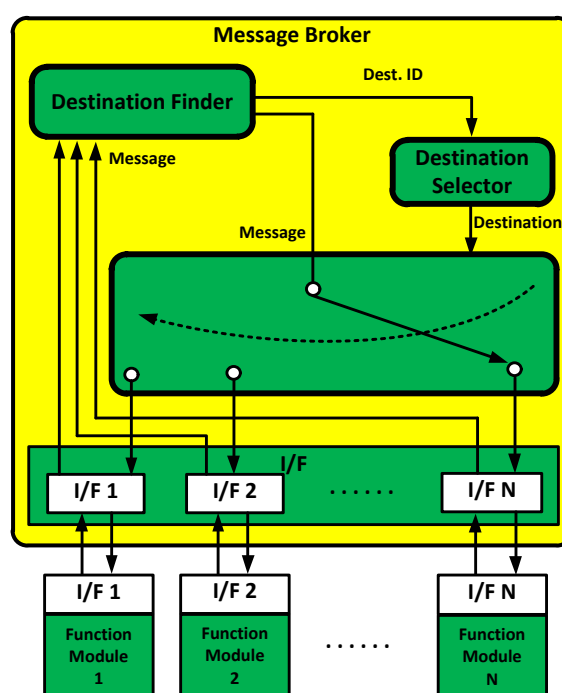 Message Broker
Dest. ID
Destination Finder
Message
Destination
Selector
Message
Destination
I/F
I/F 1
I/F 2
. . . . . .
I/F N
I/F 1
I/F 2
I/F N
Function
Module
1
Function
Module
2
. . . . . .
Function
Module
N